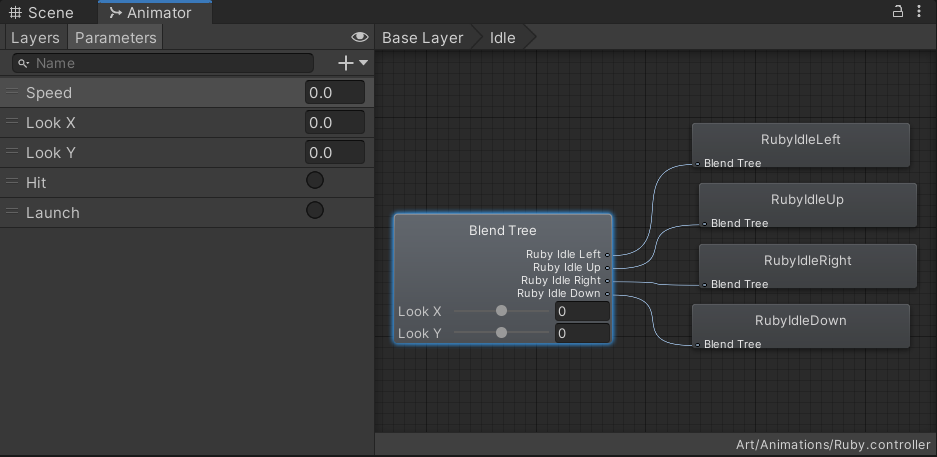 Scene
Animator
Layers
Parameters
Base Layer
Idle
Name
Speed
0.0
Look X
0.0
Look Y
0.0
Hit
Launch
Blend Tree
Ruby Idle Left
Ruby Idle Up
Ruby Idle Right
Ruby Idle Down
Look X
0
Look Y
0
RubyIdleLeft
Blend Tree
RubyIdleUp
Blend Tree
RubyIdleRight
Blend Tree
RubyIdleDown
Blend Tree
Art/Animations/Ruby.controller